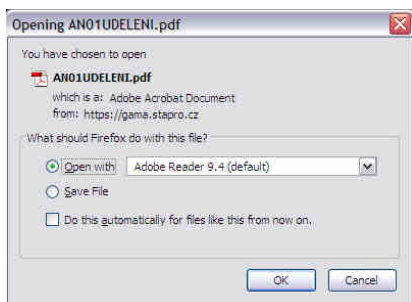 Opening AN01UDELENI.pdf
You have chosen to open
AN01UDELENI.pdf
which is a: Adobe Acrobat Document
from: https://gama.stapro.cz
What should Firefox do with this file?
Open with Adobe Reader 9.4 (default)
Save File
Do this automatically for files like this from now on.
OK Cancel